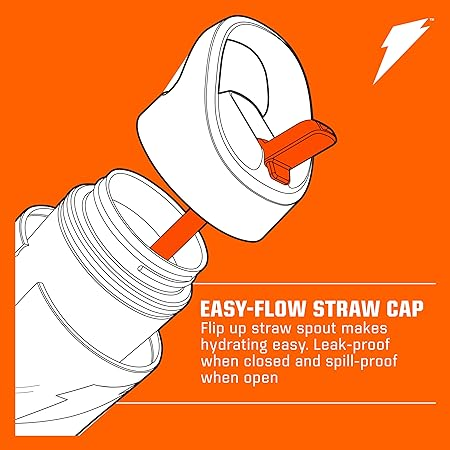 EASY-FLOW STRAW CAP
Flip up straw spout makes
hydrating easy. Leak-proof
when closed and spill-proof
when open